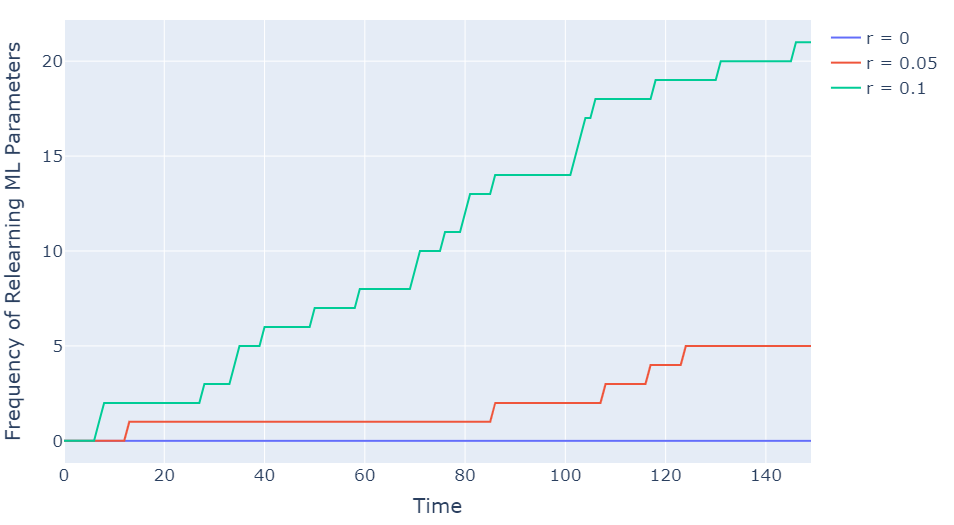 Frequency of Relearning ML Parameters
20
15
10
5
0
0 20 40 60 80 100 120 140
Time
r = 0
r = 0.05
r = 0.1